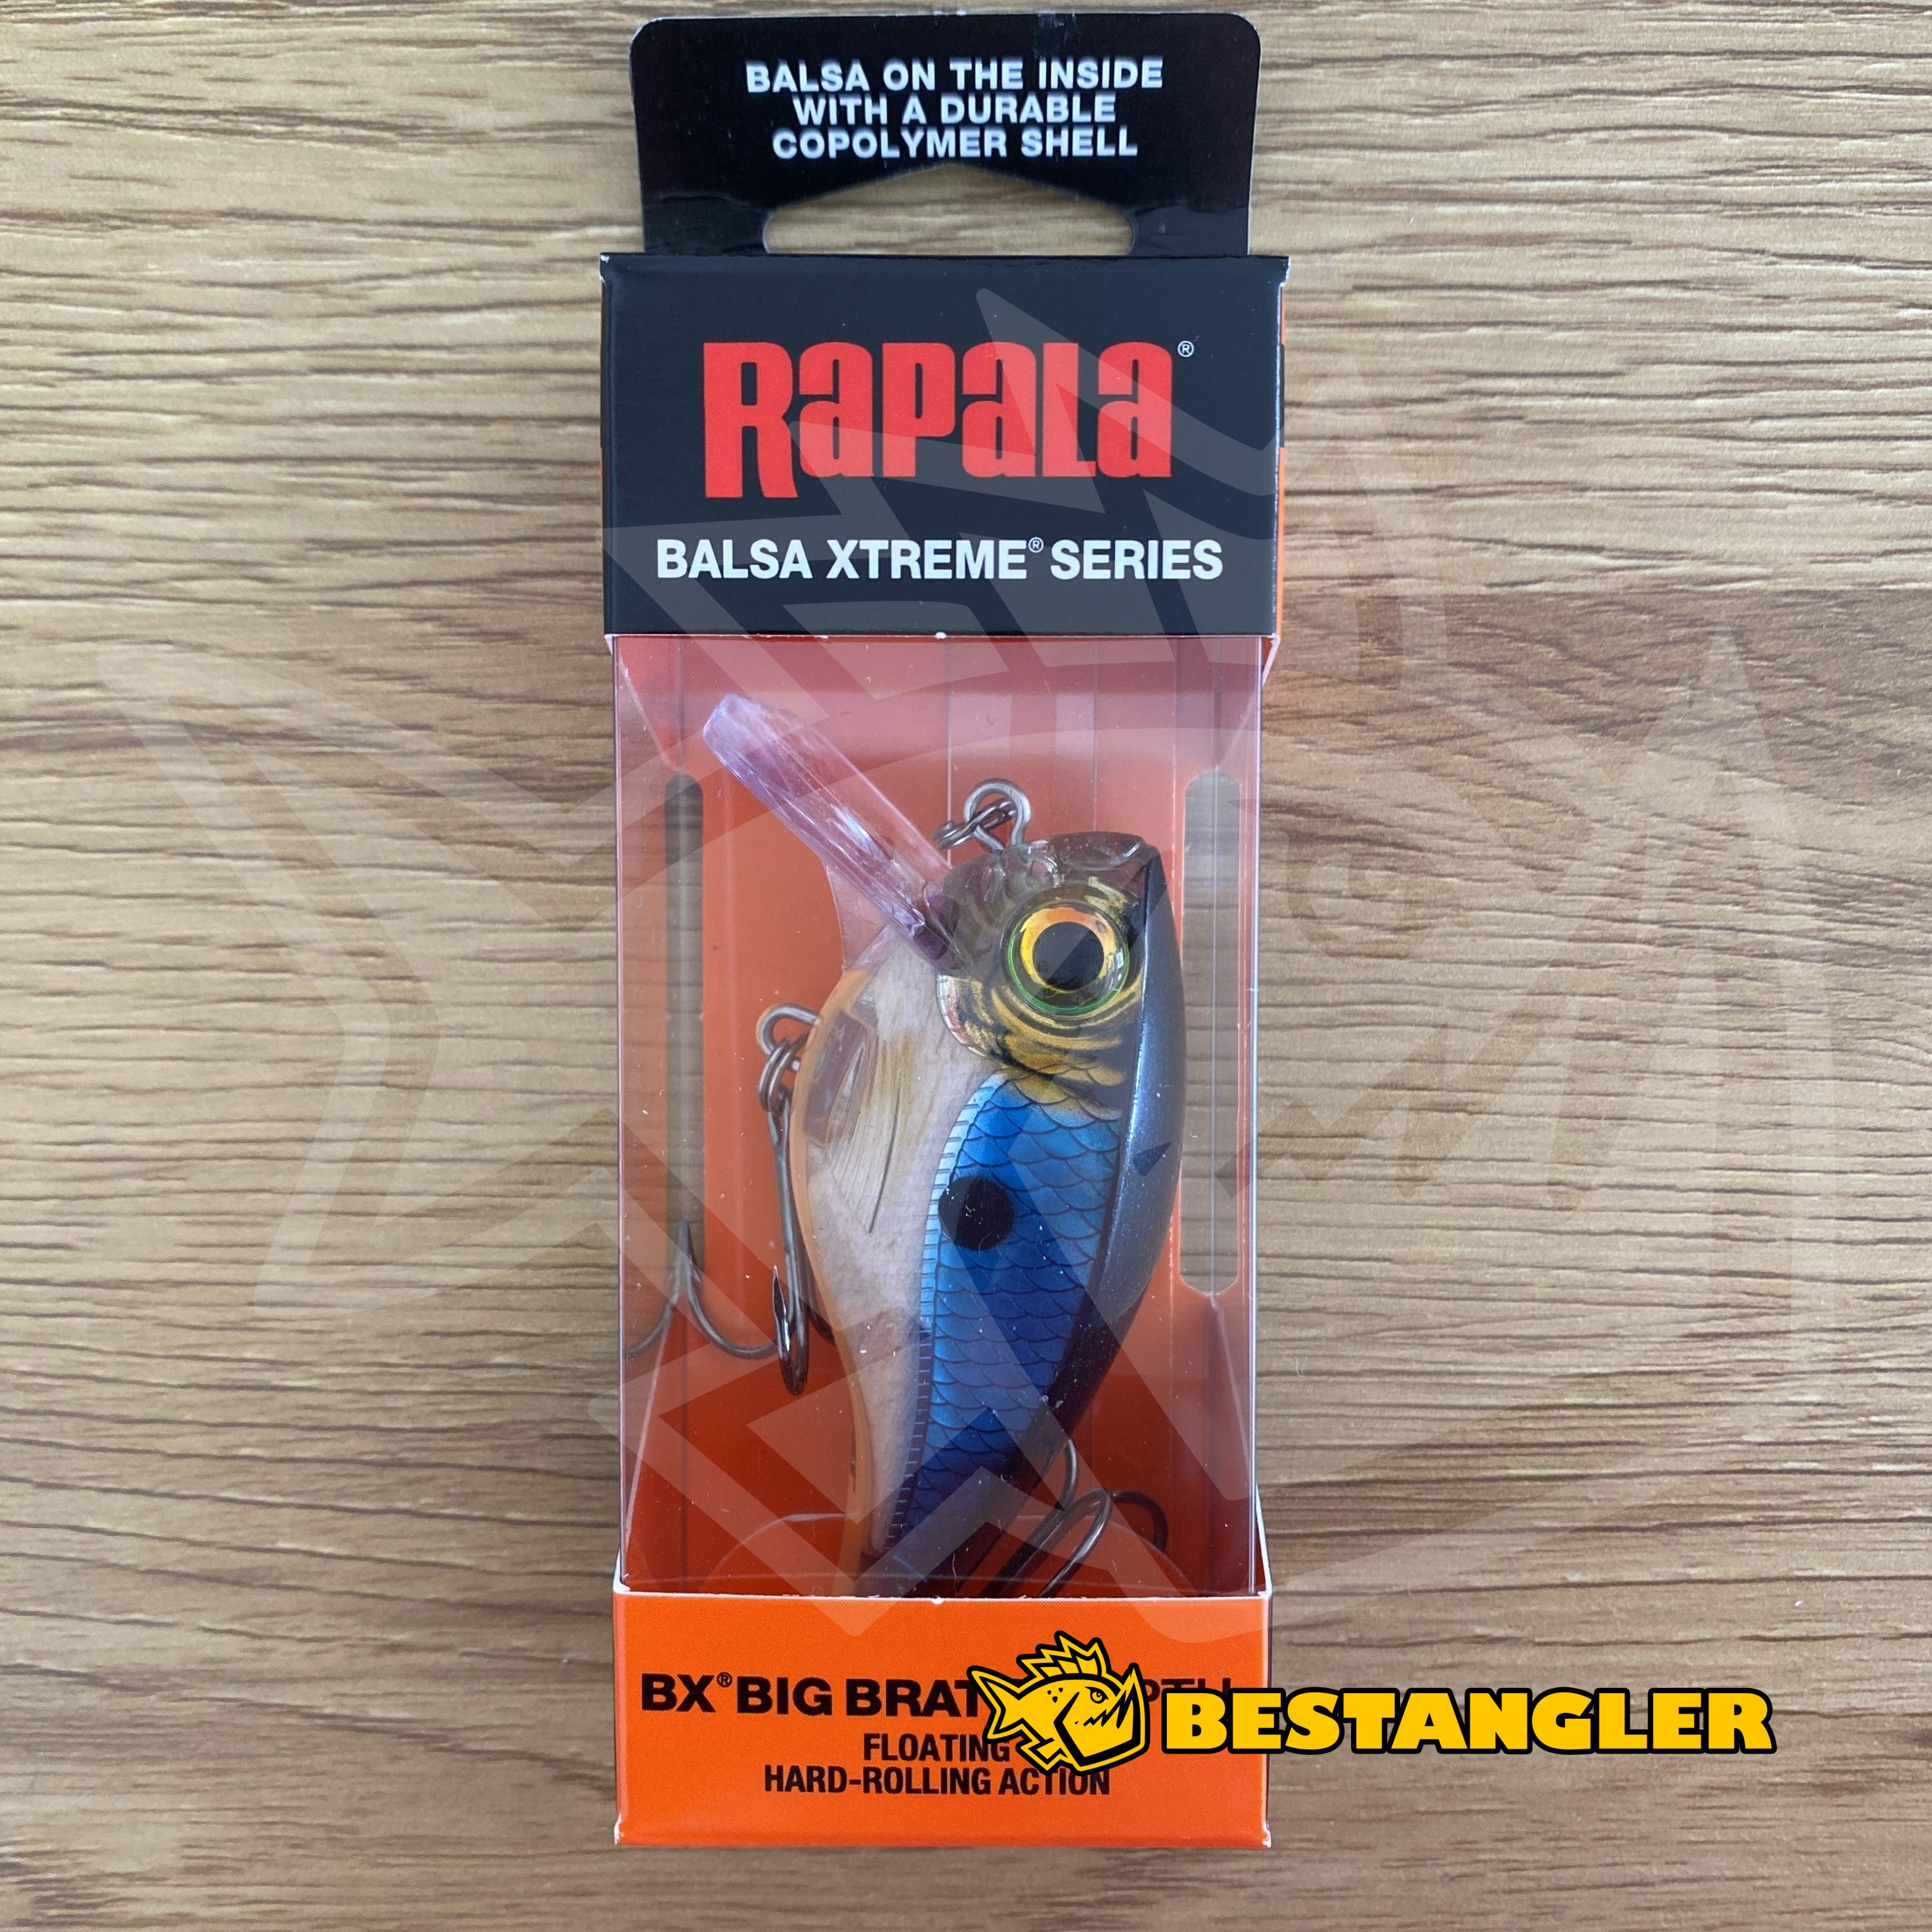 BALSA ON THE INSIDE
WITH A DURABLE
COPOLYMER SHELL
RAPALA®
BALSA XTREME® SERIES
BX® BIG BRAT
FLOATING
HARD-ROLLING ACTION
BESTANGLER